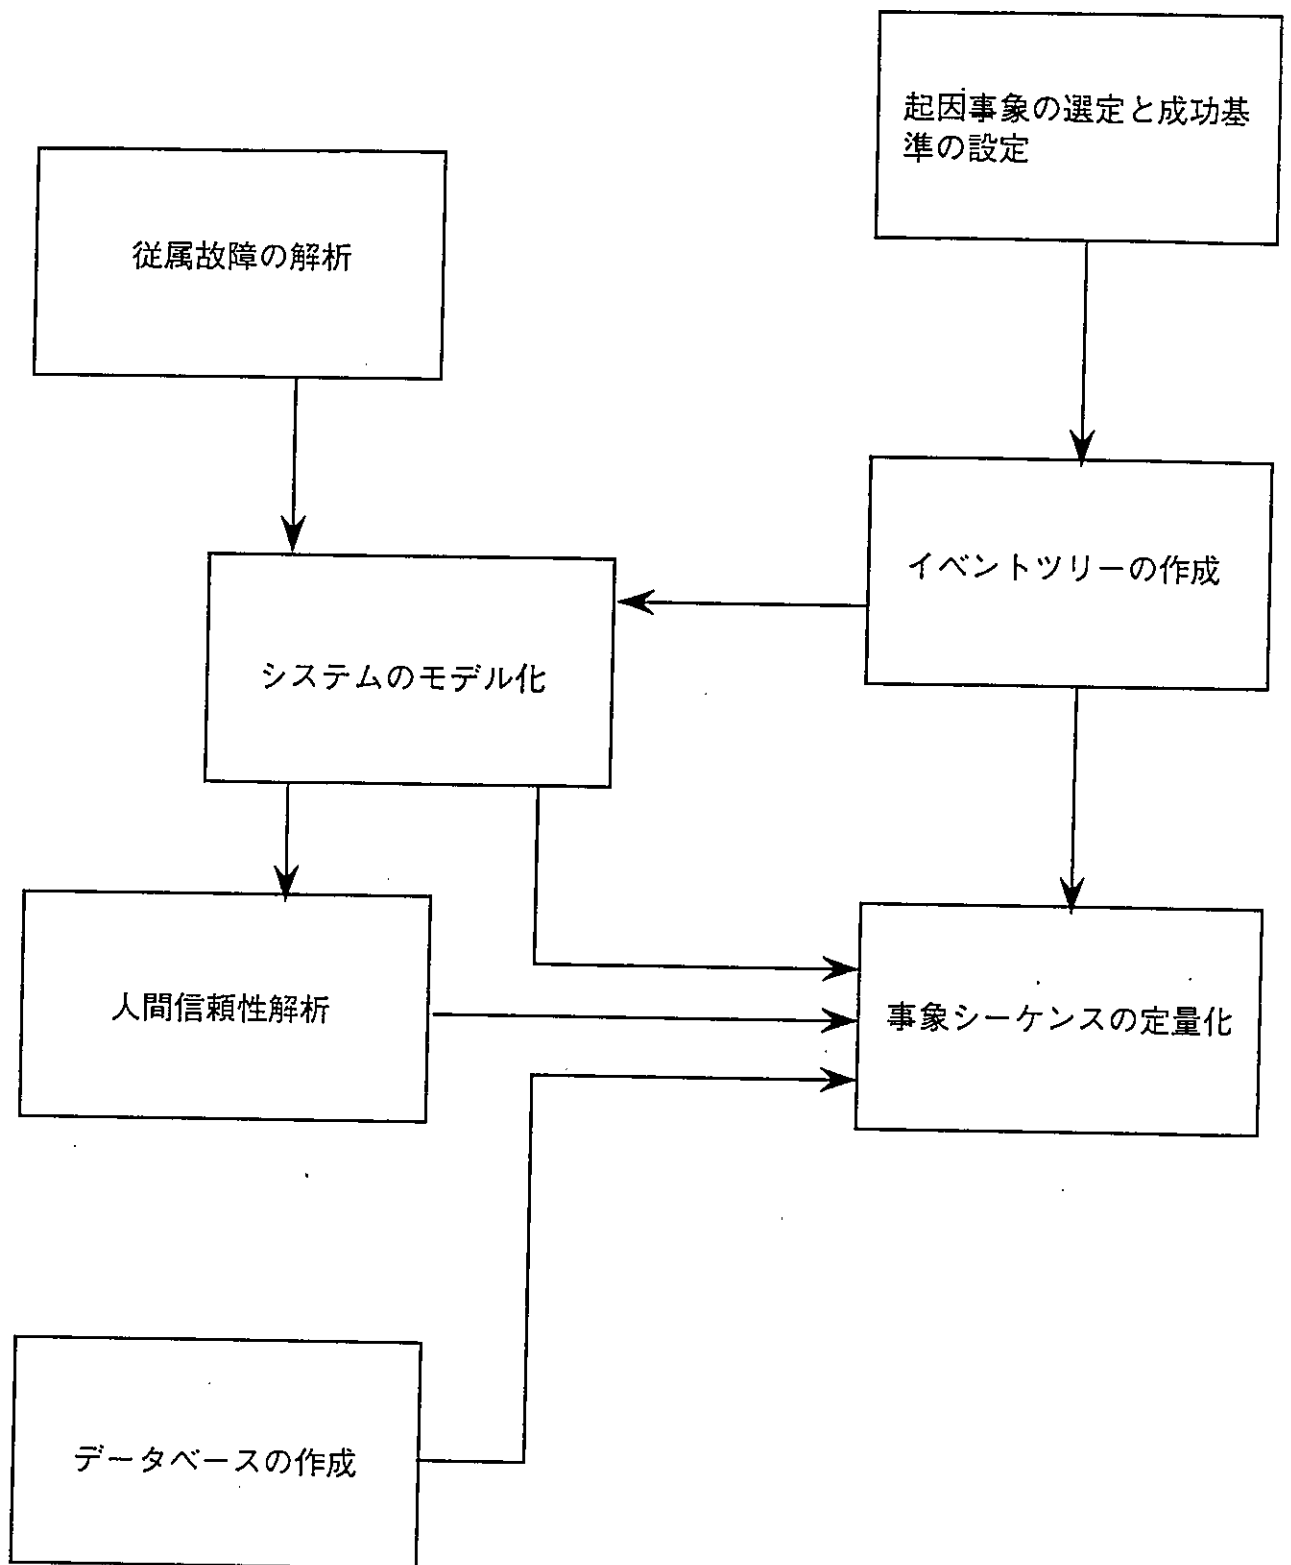 起因事象の選定と成功基
準の設定
従属故障の解析
イベントツリーの作成
システムのモデル化
人間信頼性解析
事象シーケンスの定量化
データベースの作成